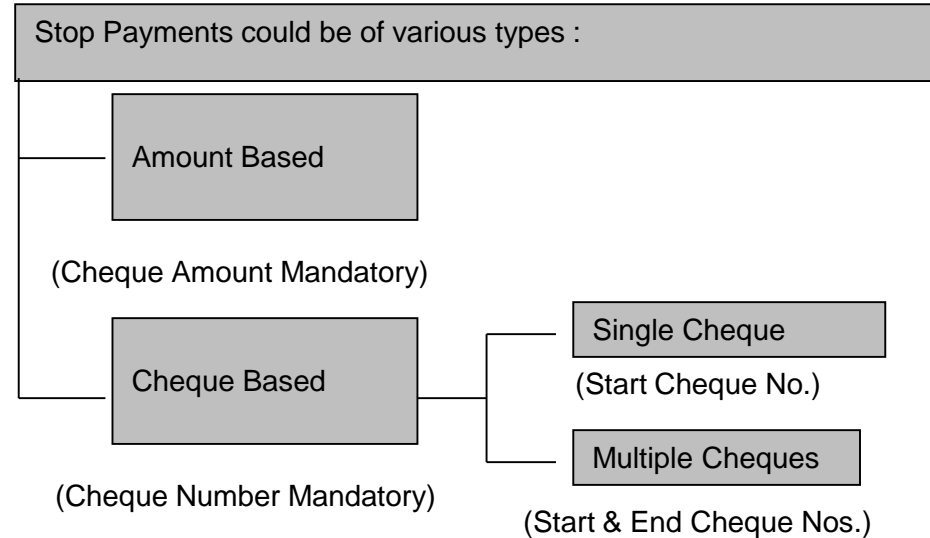 Stop Payments could be of various types :
Amount Based
(Cheque Amount Mandatory)
Cheque Based
(Cheque Number Mandatory)
Single Cheque
(Start Cheque No.)
Multiple Cheques
(Start & End Cheque Nos.)